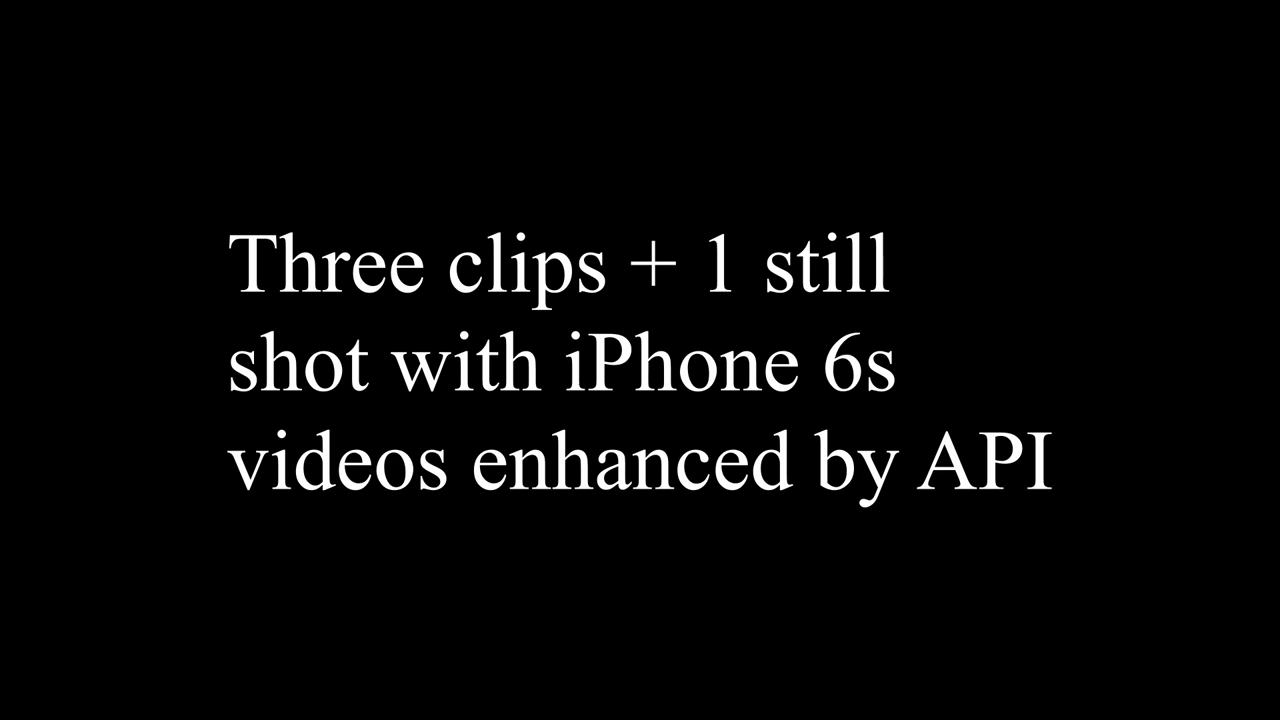 Three clips + 1 still
shot with iPhone 6s
videos enhanced by API